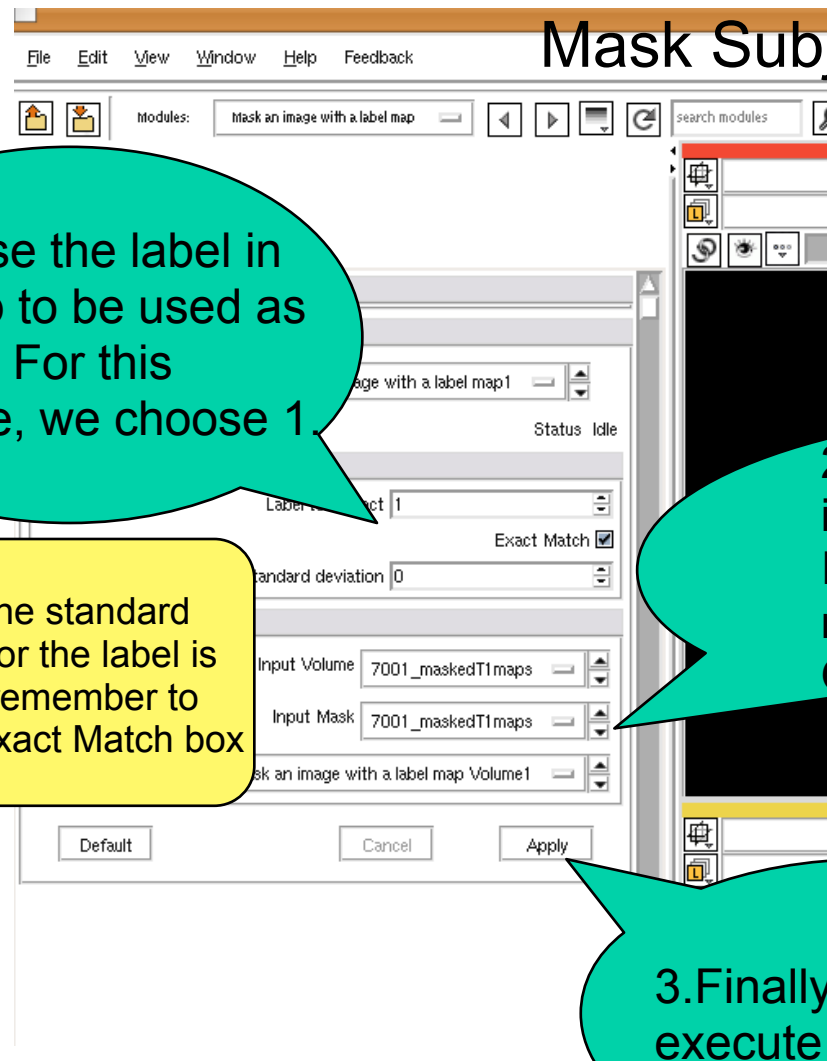 Mask Sub
File Edit View Window Help Feedback
Modules: Mask an image with a label map search modules
se the label in
to be used as
For this
e, we choose 1.
age with a label map1
Status Idle
Label to ct 1
Exact Match
tandard deviation 0
he standard
or the label is
emember to
xact Match box
Input Volume 7001_maskedT1maps
Input Mask 7001_maskedT1maps
sk an image with a label map Volume1
Default Cancel Apply
3.Finally
execute